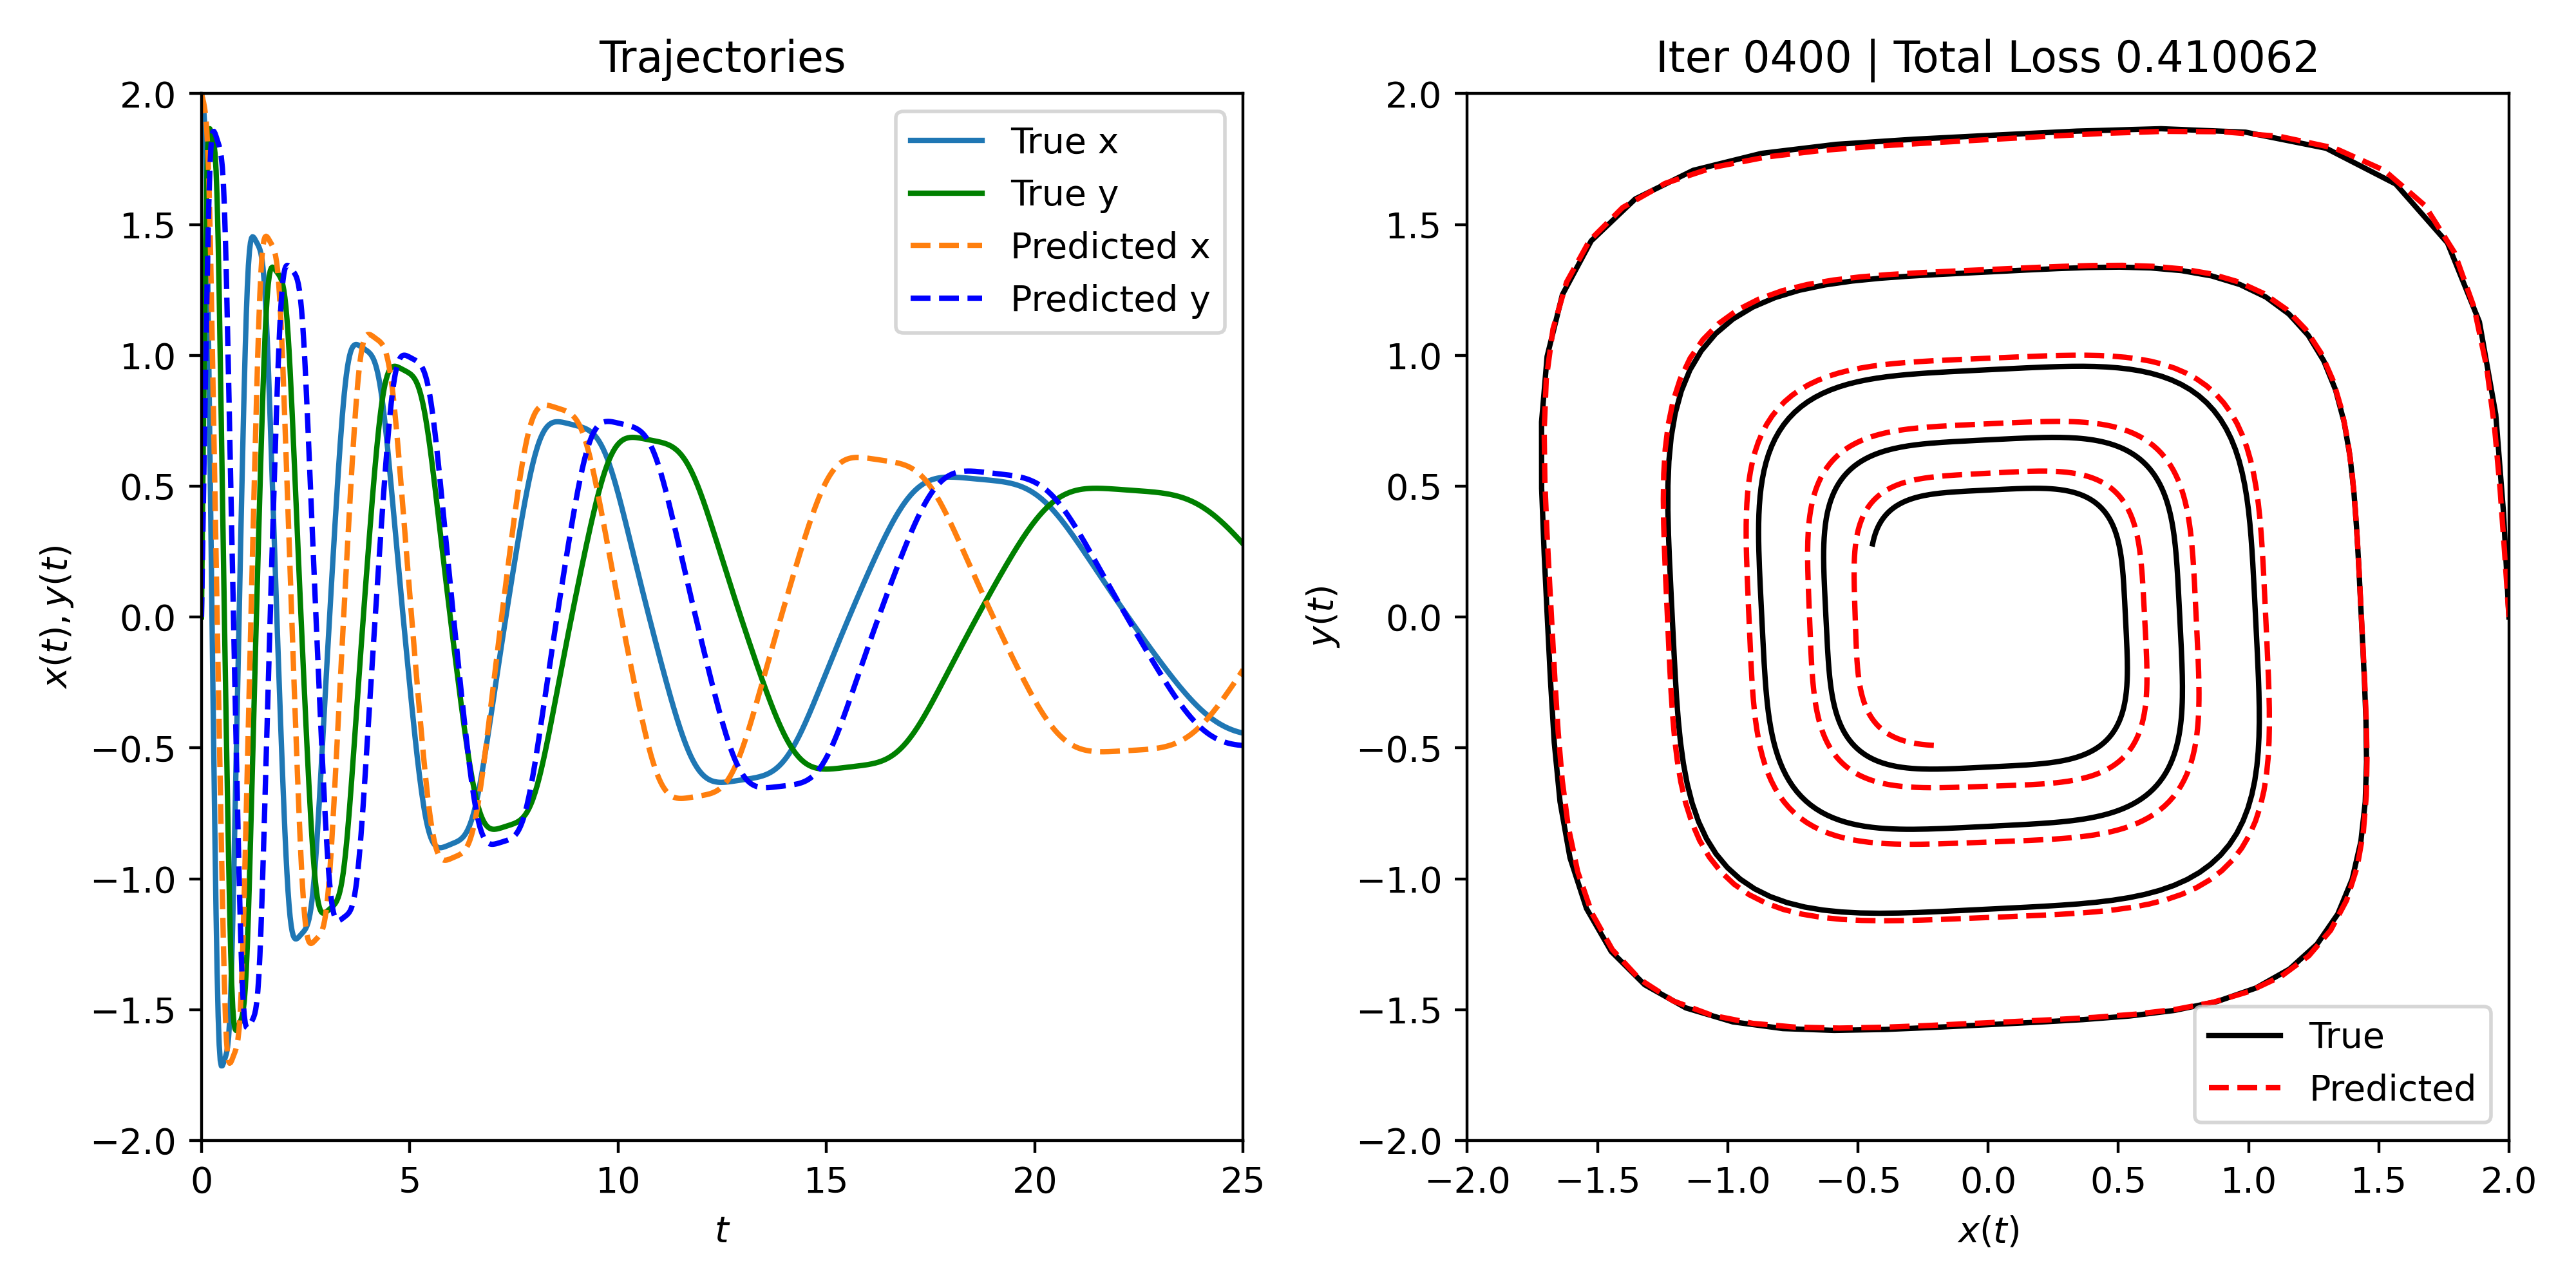 Trajectories
2.0
1.5
1.0
0.5
0.0
−0.5
−1.0
−1.5
−2.0
x(t), y(t)
0 5 10 15 20 25
t
True x
True y
Predicted x
Predicted y
Iter 0400 | Total Loss 0.410062
2.0
1.5
1.0
0.5
0.0
−0.5
−1.0
−1.5
−2.0
y(t)
−2.0 −1.5 −1.0 −0.5 0.0 0.5 1.0 1.5 2.0
x(t)
True
Predicted